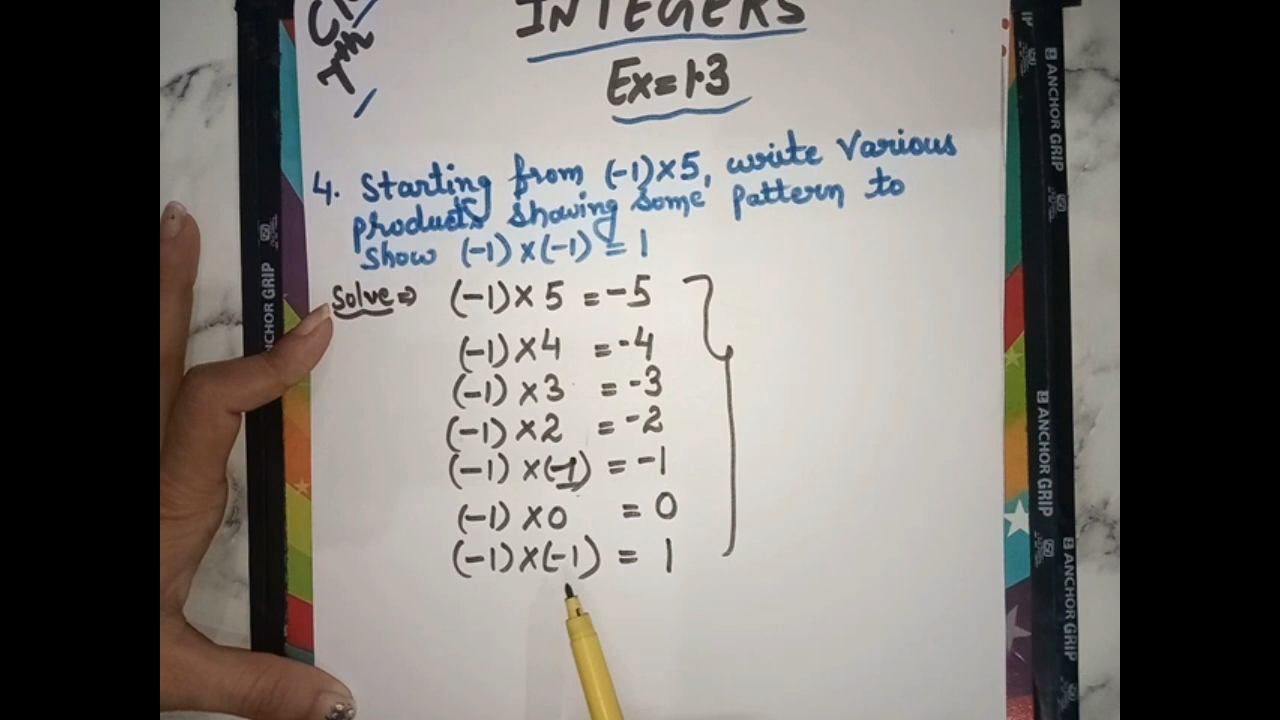 INTEGERS
Ex=1.3
4. Starting from (-1)×5, write various
products showing some pattern to
show (-1)×(-1) = 1
Solve⇒ (-1)×5 = -5
(-1)×4 = -4
(-1)×3 = -3
(-1)×2 = -2
(-1)×(-1) = -1
(-1)×0 = 0
(-1)×(-1) = 1
ANCHOR GRIP
ANCHOR GRIP
ANCHOR GRIP
ANCHOR GRIP
ANCHOR GRIP